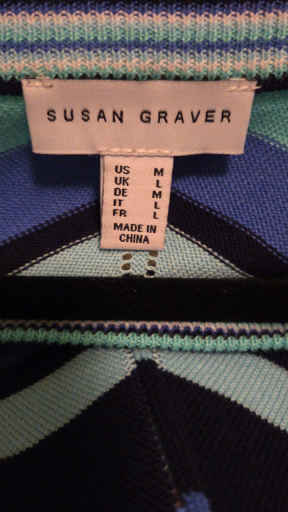 SUSAN GRAVER
US M
UK L
DE M
IT L
FR L
MADE IN
CHINA